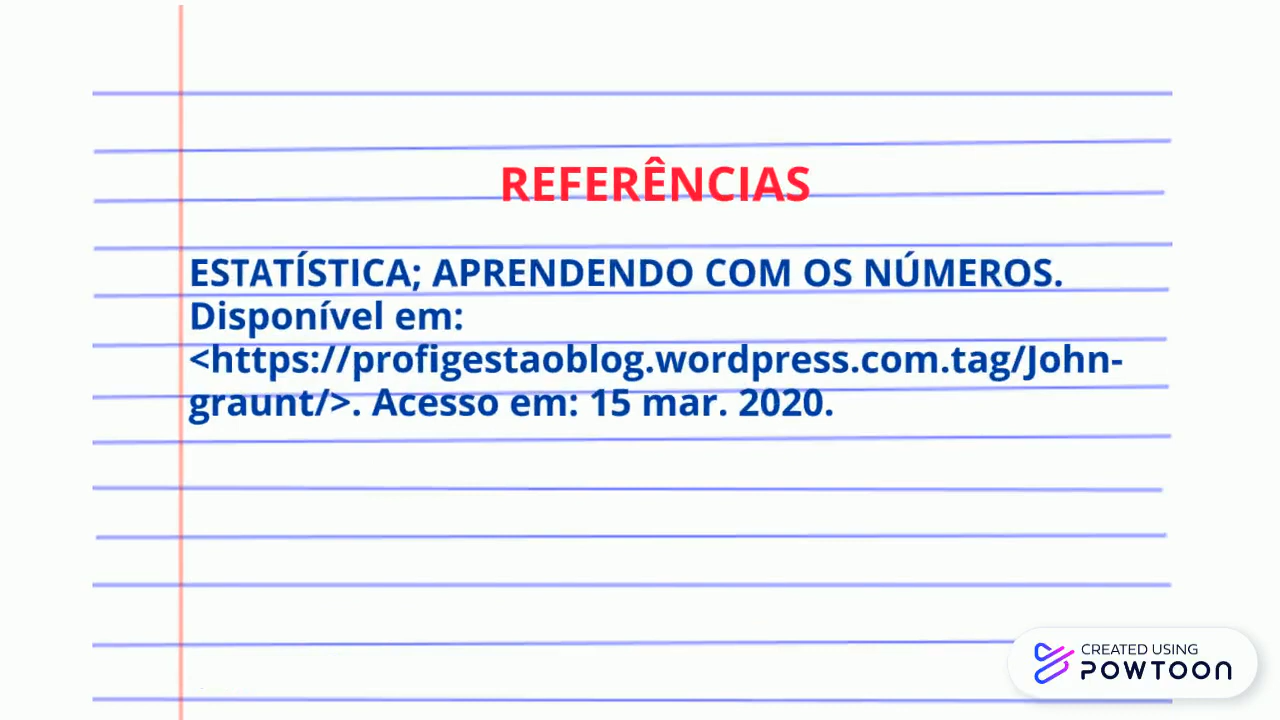 REFERÊNCIAS
ESTATÍSTICA; APRENDENDO COM OS NÚMEROS.
Disponível em:
<https://profigestaoblog.wordpress.com.tag/John-
graunt/>. Acesso em: 15 mar. 2020.
CREATED USING
POWTOON